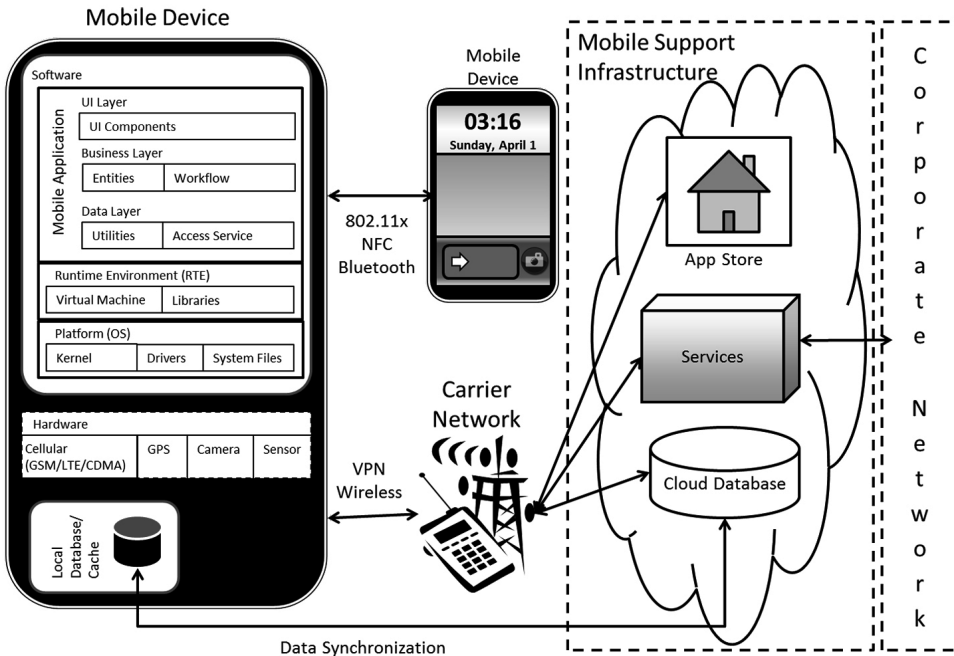 Mobile Device
Software
Mobile Application
UI Layer
UI Components
Business Layer
Entities
Workflow
Data Layer
Utilities
Access Service
Runtime Environment (RTE)
Virtual Machine
Libraries
Platform (OS)
Kernel
Drivers
System Files
Hardware
Cellular
(GSM/LTE/CDMA)
GPS
Camera
Sensor
Local
Database/
Cache
Mobile
Device
03:16
Sunday, April 1
802.11x
NFC
Bluetooth
Carrier
Network
VPN
Wireless
Data Synchronization
Mobile Support
Infrastructure
App Store
Services
Cloud Database
Corporate
Network